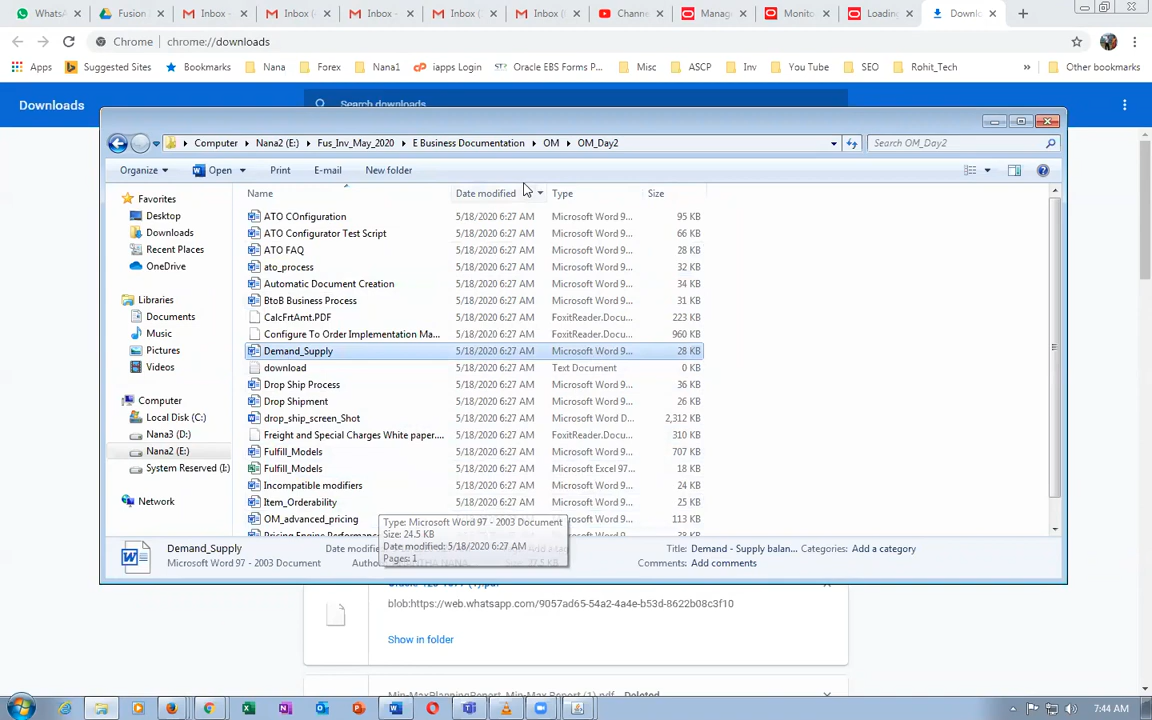 WhatsA
Fusion
Inbox -
Inbox (
Inbox -
Inbox (
Inbox (
Channe
Manag
Monito
Loading
Downlo
Chrome | chrome://downloads
Apps Suggested Sites Bookmarks Nana Forex Nana1 iapps Login Oracle EBS Forms P... Misc ASCP Inv You Tube SEO Rohit_Tech » Other bookmarks
Downloads
Search downloads
Computer Nana2 (E:) Fus_Inv_May_2020 E Business Documentation OM OM_Day2
Search OM_Day2
Organize Open Print E-mail New folder
Favorites
Desktop
Downloads
Recent Places
OneDrive
Libraries
Documents
Music
Pictures
Videos
Computer
Local Disk (C:)
Nana3 (D:)
Nana2 (E:)
System Reserved (I:)
Network
Name Date modified Type Size
ATO COnfiguration 5/18/2020 6:27 AM Microsoft Word 9... 95 KB
ATO Configurator Test Script 5/18/2020 6:27 AM Microsoft Word 9... 66 KB
ATO FAQ 5/18/2020 6:27 AM Microsoft Word 9... 28 KB
ato_process 5/18/2020 6:27 AM Microsoft Word 9... 32 KB
Automatic Document Creation 5/18/2020 6:27 AM Microsoft Word 9... 34 KB
BtoB Business Process 5/18/2020 6:27 AM Microsoft Word 9... 31 KB
CalcFrtAmt.PDF 5/18/2020 6:27 AM FoxitReader.Docu... 223 KB
Configure To Order Implementation Ma... 5/18/2020 6:27 AM FoxitReader.Docu... 960 KB
Demand_Supply 5/18/2020 6:27 AM Microsoft Word 9... 28 KB
download 5/18/2020 6:27 AM Text Document 0 KB
Drop Ship Process 5/18/2020 6:27 AM Microsoft Word 9... 36 KB
Drop Shipment 5/18/2020 6:27 AM Microsoft Word 9... 26 KB
drop_ship_screen_Shot 5/18/2020 6:27 AM Microsoft Word D... 2,312 KB
Freight and Special Charges White paper.... 5/18/2020 6:27 AM FoxitReader.Docu... 310 KB
Fulfill_Models 5/18/2020 6:27 AM Microsoft Word 9... 707 KB
Fulfill_Models 5/18/2020 6:27 AM Microsoft Excel 97... 18 KB
Incompatible modifiers 5/18/2020 6:27 AM Microsoft Word 9... 39 KB
Item_Orderability 5/18/2020 6:27 AM Microsoft Word 9... 25 KB
OM_advanced_pricing Microsoft Word 9... 113 KB
Type: Microsoft Word 97 - 2003 Document
Size: 24.5 KB
Date modified: 5/18/2020 6:27 AM
Pages: 1
Demand_Supply
Microsoft Word 97 - 2003 Document
Date modifie
Title: Demand - Supply balan...
Comments: Add comments
Categories: Add a category
blob:https://web.whatsapp.com/9057ad65-54a2-4a4e-b53d-8622b08c3f10
Show in folder
7:44 AM